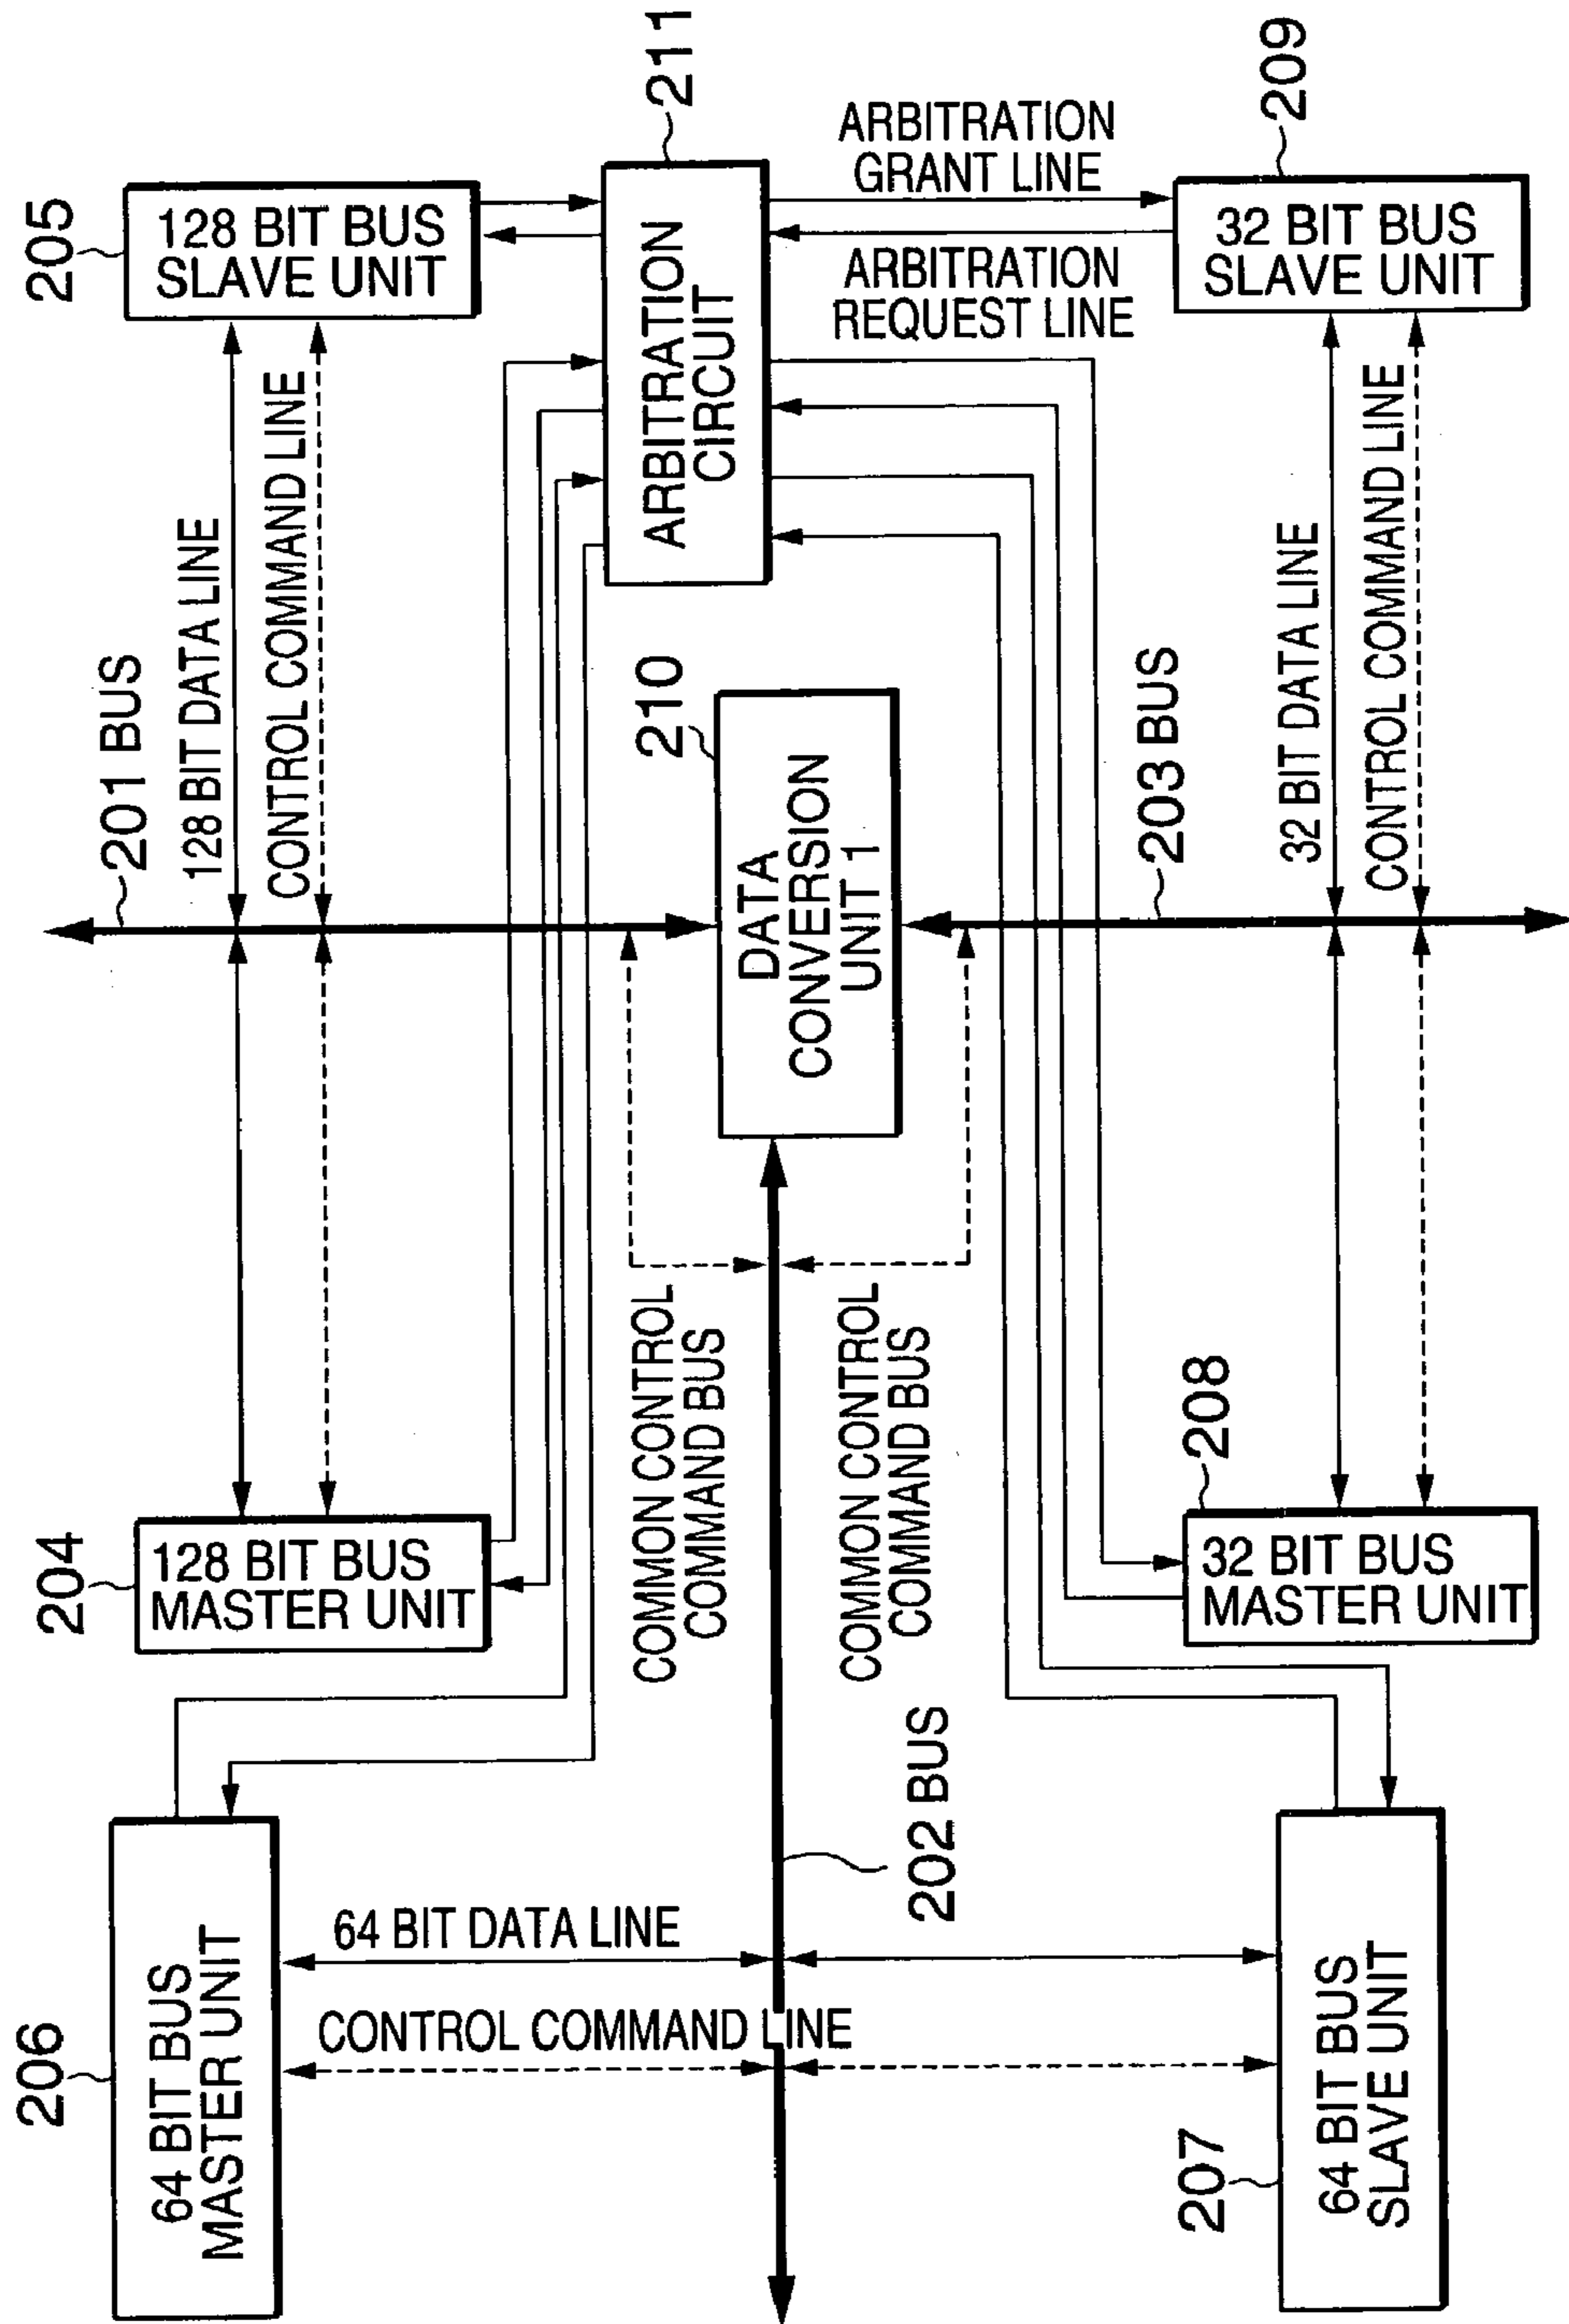 206
64 BIT BUS
MASTER UNIT
204
128 BIT BUS
MASTER UNIT
201 BUS
128 BIT DATA LINE
CONTROL COMMAND LINE
205
128 BIT BUS
SLAVE UNIT
64 BIT DATA LINE
CONTROL COMMAND LINE
202 BUS
COMMON CONTROL
COMMAND BUS
COMMON CONTROL
COMMAND BUS
210
DATA
CONVERSION
UNIT 1
211
ARBITRATION
CIRCUIT
ARBITRATION
GRANT LINE
ARBITRATION
REQUEST LINE
207
64 BIT BUS
SLAVE UNIT
208
32 BIT BUS
MASTER UNIT
203 BUS
32 BIT DATA LINE
CONTROL COMMAND LINE
209
32 BIT BUS
SLAVE UNIT